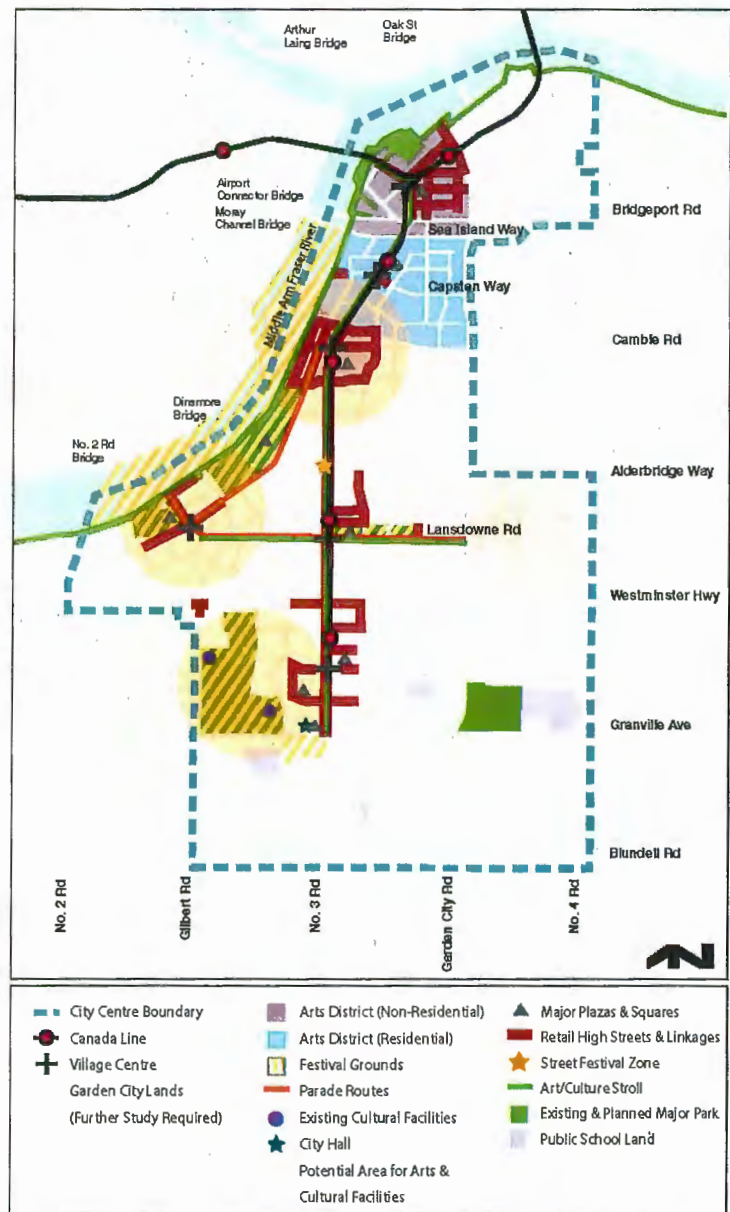 Arthur
Laing Bridge
Oak St
Bridge
Airport
Connector Bridge
Moray
Channel Bridge
Bridgeport Rd
Sea Island Way
Middle Arm Fraser River
Capstan Way
Cambie Rd
Dinsmore
Bridge
No. 2 Rd
Bridge
Alderbridge Way
Lansdowne Rd
Westminster Hwy
Granville Ave
Blundell Rd
No. 2 Rd
Gilbert Rd
No. 3 Rd
Garden City Rd
No. 4 Rd
N
City Centre Boundary
Canada Line
Village Centre
Garden City Lands
(Further Study Required)
Arts District (Non-Residential)
Arts District (Residential)
Festival Grounds
Parade Routes
Existing Cultural Facilities
City Hall
Potential Area for Arts &
Cultural Facilities
Major Plazas & Squares
Retail High Streets & Linkages
Street Festival Zone
Art/Culture Stroll
Existing & Planned Major Park
Public School Land